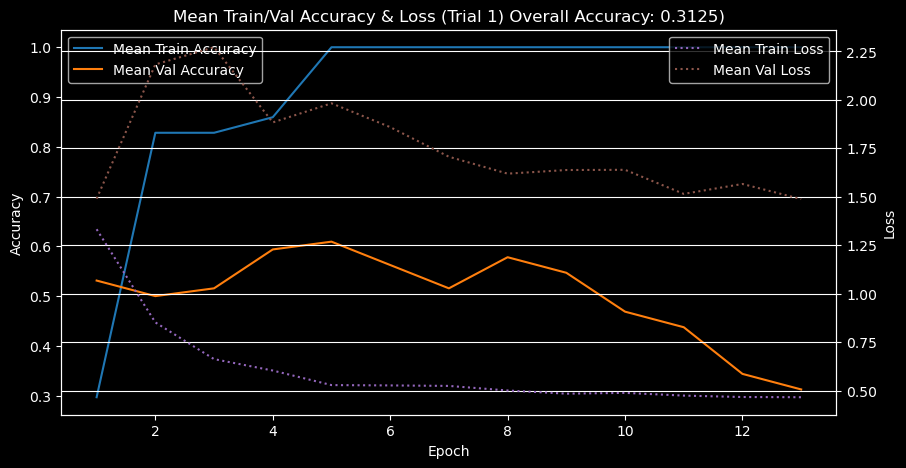 Mean Train/Val Accuracy & Loss (Trial 1) Overall Accuracy: 0.3125)
Mean Train Accuracy
Mean Val Accuracy
Mean Train Loss
Mean Val Loss
1.0
0.9
0.8
0.7
0.6
0.5
0.4
0.3
Accuracy
2.25
2.00
1.75
1.50
1.25
1.00
0.75
0.50
Loss
2 4 6 8 10 12
Epoch